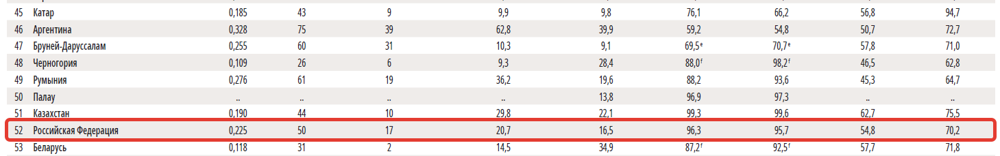 45 Катар 0,185 43 9 9,9 9,8 76,1 66,2 56,8 94,7
46 Аргентина 0,328 75 39 62,8 39,9 59,2 54,8 50,7 72,7
47 Бруней-Даруссалам 0,255 60 31 10,3 9,1 69,5ᵉ 70,7ᵉ 57,8 71,0
48 Черногория 0,109 26 6 9,3 28,4 88,0ᶠ 98,2ᶠ 46,5 62,8
49 Румыния 0,276 61 19 36,2 19,6 88,2 93,6 45,3 64,7
50 Палау .. .. .. .. 13,8 96,9 97,3 .. ..
51 Казахстан 0,190 44 10 29,8 22,1 99,3 99,6 62,7 75,5
52 Российская Федерация 0,225 50 17 20,7 16,5 96,3 95,7 54,8 70,2
53 Беларусь 0,118 31 2 14,5 34,9 87,2ᶠ 92,5ᶠ 57,7 71,8